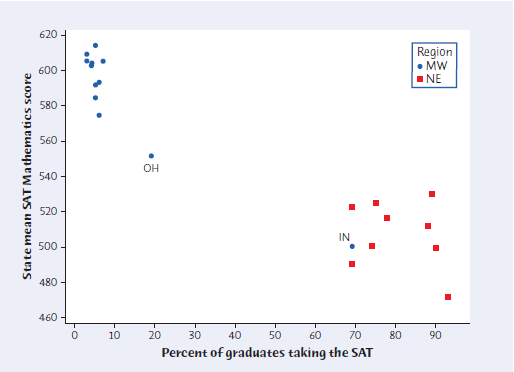 State mean SAT Mathematics score
620
600
580
560
540
520
500
480
460
Region
MW
NE
OH
IN
0 10 20 30 40 50 60 70 80 90
Percent of graduates taking the SAT